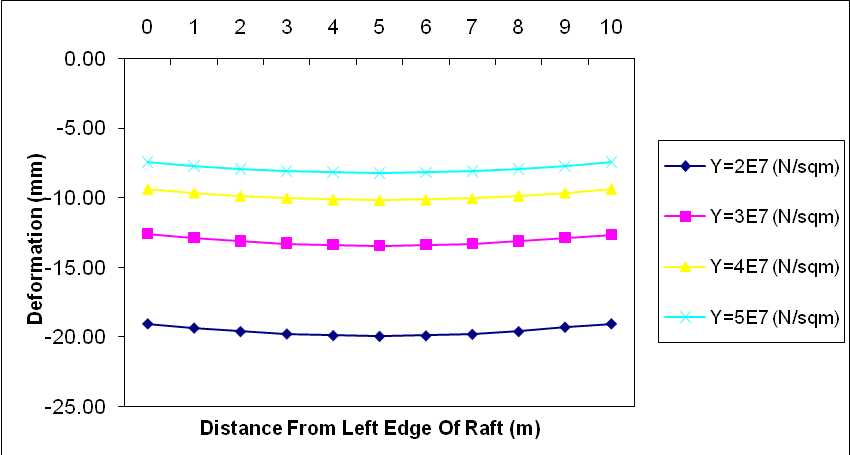 0 1 2 3 4 5 6 7 8 9 10
0.00
-5.00
-10.00
-15.00
-20.00
-25.00
Deformation (mm)
Distance From Left Edge Of Raft (m)
Y=2E7 (N/sqm)
Y=3E7 (N/sqm)
Y=4E7 (N/sqm)
Y=5E7 (N/sqm)